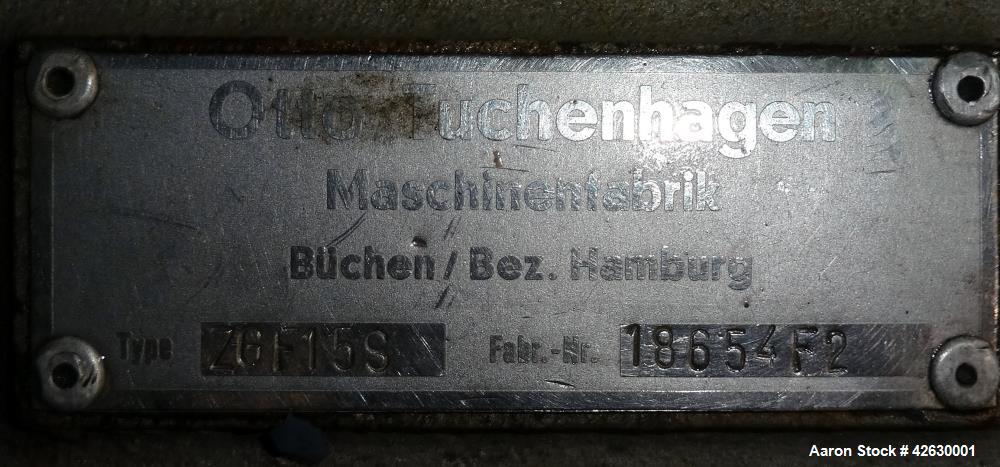 Otto Tuchenhagen
Maschinenfabrik
Büchen/Bez. Hamburg
Type ZGF15S Fabr.-Nr. 18654F2
Aaron Stock # 42630001